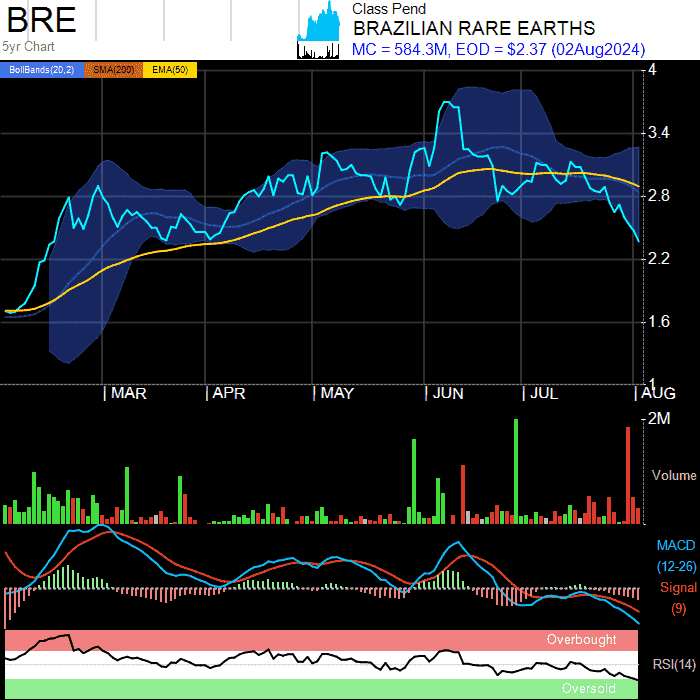 BRE
5yr Chart
Class Pend
BRAZILIAN RARE EARTHS
MC = 584.3M, EOD = $2.37 (02Aug2024)
BollBands(20,2) SMA(200) EMA(50)
4
3.4
2.8
2.2
1.6
1
MAR APR MAY JUN JUL AUG
2M
Volume
MACD
(12-26)
Signal
(9)
Overbought
RSI(14)
Oversold